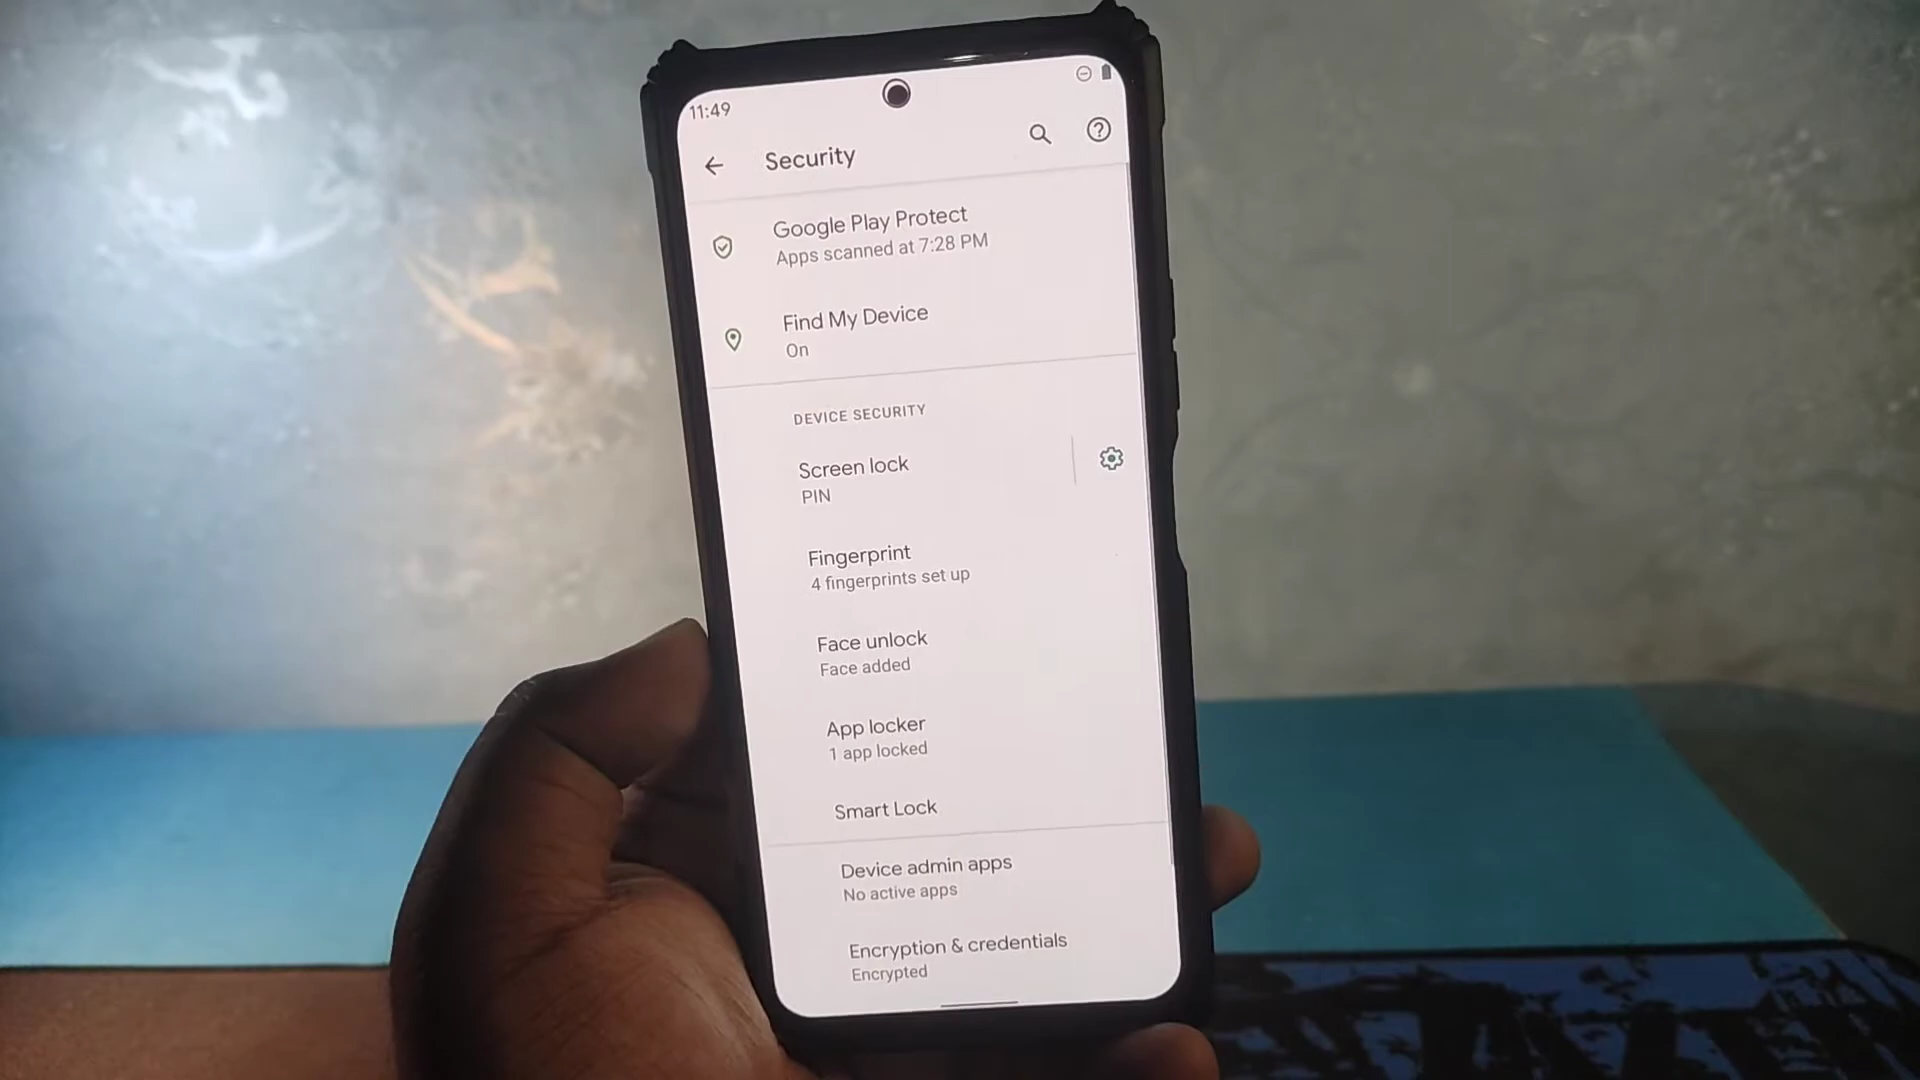 11:49
Security
Google Play Protect
Apps scanned at 7:28 PM
Find My Device
On
DEVICE SECURITY
Screen lock
PIN
Fingerprint
4 fingerprints set up
Face unlock
Face added
App locker
1 app locked
Smart Lock
Device admin apps
No active apps
Encryption & credentials
Encrypted